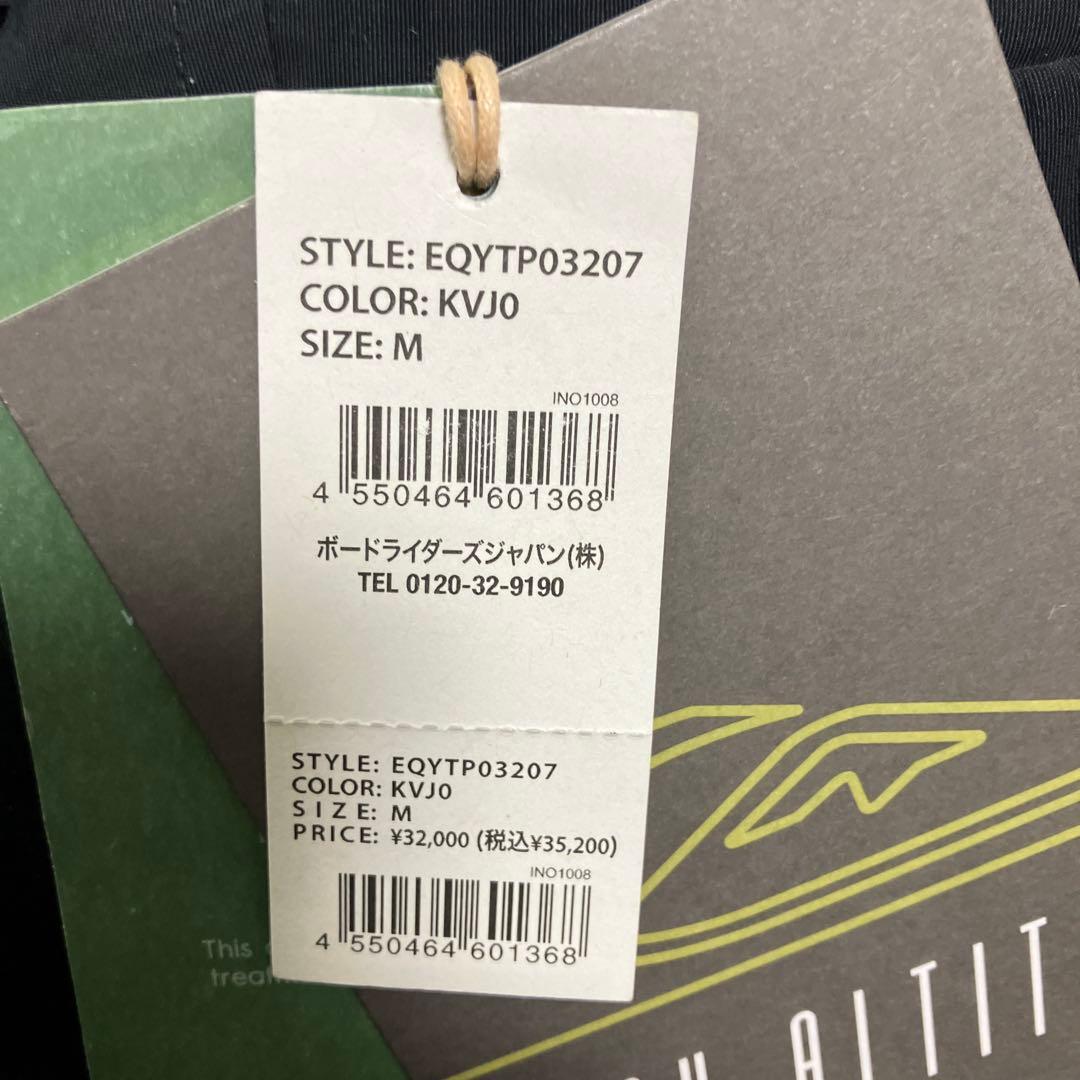 STYLE: EQYTP03207
COLOR: KVJ0
SIZE: M
INO1008
4 550464 601368
ボードライダーズジャパン(株)
TEL 0120-32-9190
STYLE: EQYTP03207
COLOR: KVJ0
SIZE: M
PRICE: ¥32,000 (税込¥35,200)
INO1008
4 550464 601368
This
ALTIT